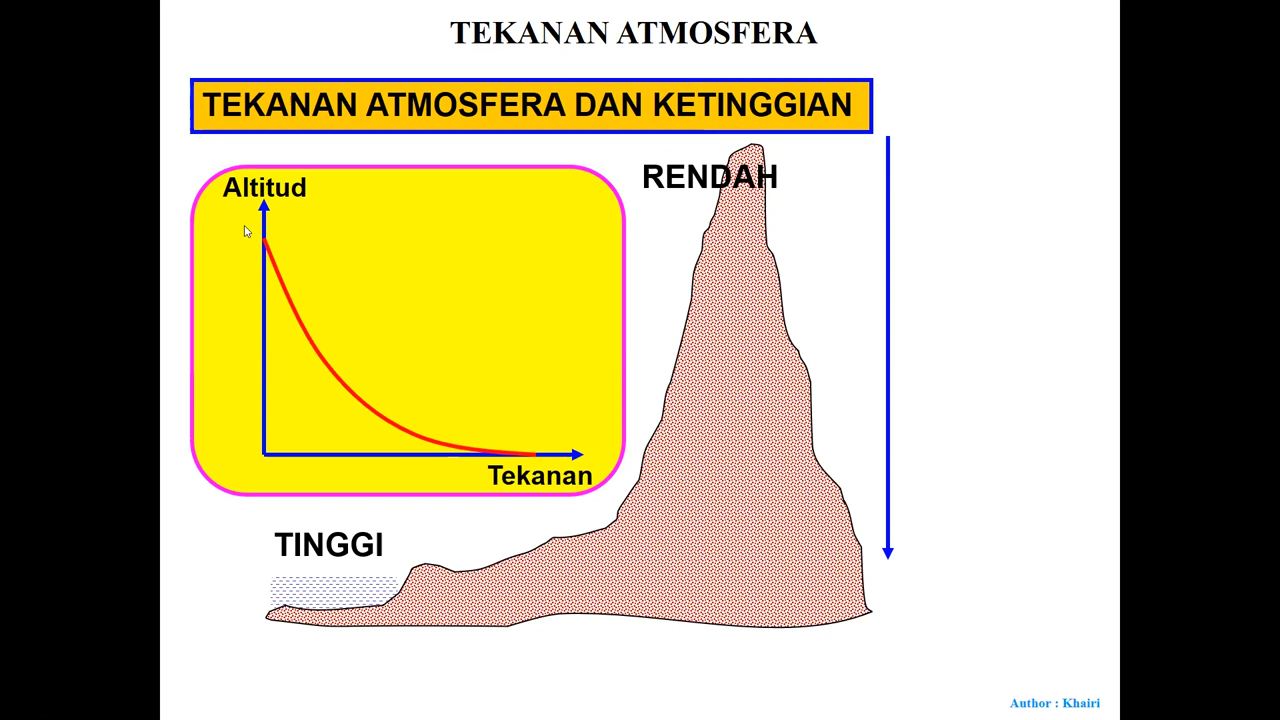 TEKANAN ATMOSFERA
TEKANAN ATMOSFERA DAN KETINGGIAN
RENDAH
Altitud
Tekanan
TINGGI
Author : Khairi